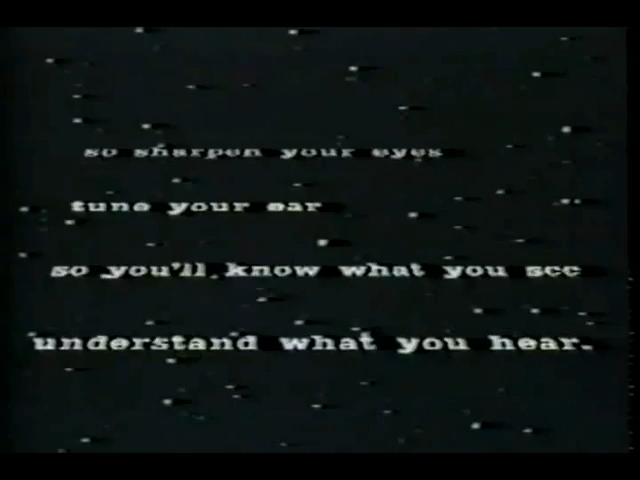 so sharpen your eyes
tune your ear
so you'll know what you see
understand what you hear.